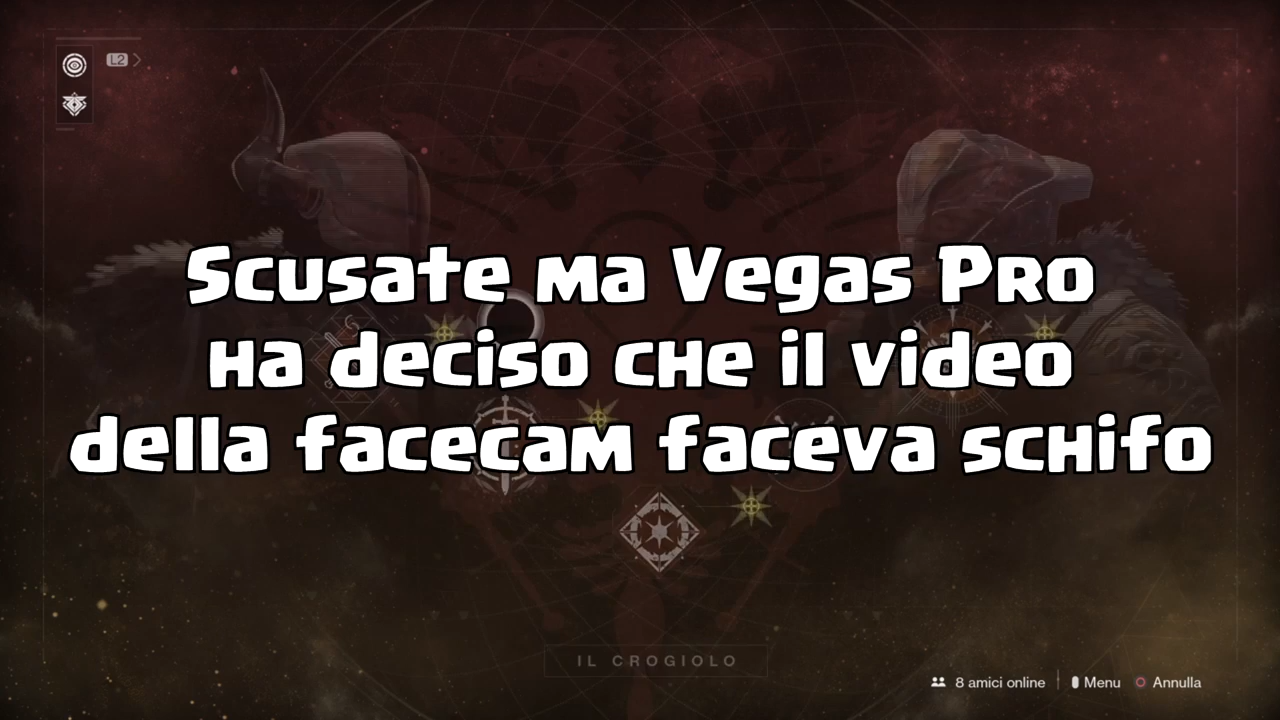 L2
Scusate ma Vegas Pro
ha deciso che il video
della facecam faceva schifo
IL CROGIOLO
8 amici online
Menu
Annulla